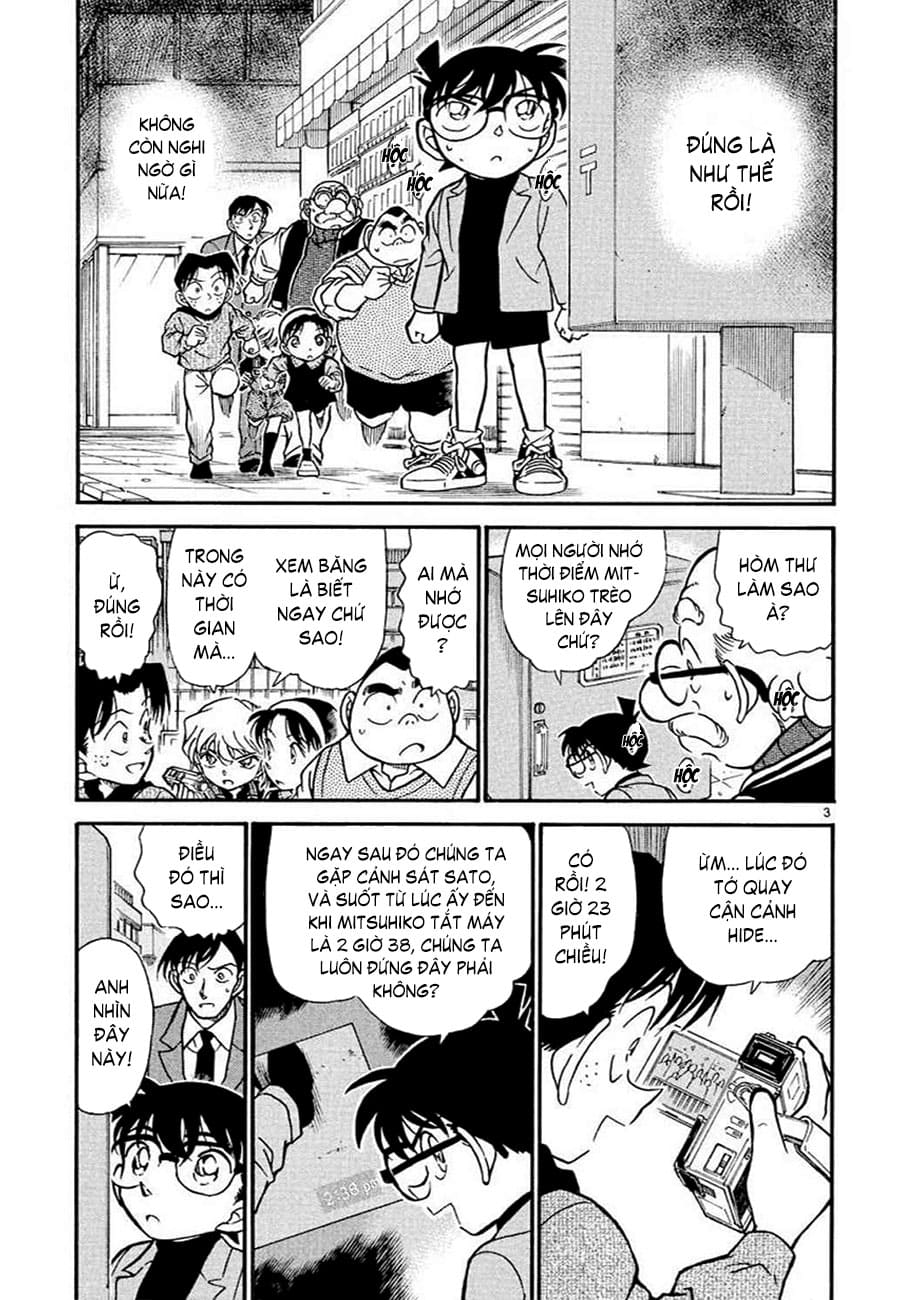 ĐÚNG LÀ
NHƯ THẾ
RỒI!
KHÔNG
CÒN NGHI
NGỜ GÌ
NỮA!
HỘC
HỘC
HỘC
HỘC
HÒM THƯ
LÀM SAO
À?
MỌI NGƯỜI NHỚ
THỜI ĐIỂM MIT-
SUHIKO TRÈO
LÊN ĐÂY
CHỨ?
HỘC
HỘC
HỘC
AI MÀ
NHỚ
ĐƯỢC
?
XEM BĂNG
LÀ BIẾT
NGAY CHỨ
SAO!
TRONG
NÀY CÓ
THỜI
GIAN
MÀ...
Ừ,
ĐÚNG
RỒI!
3
ỪM... LÚC ĐÓ
TỚ QUAY
CẬN CẢNH
HIDE...
CÓ
RỒI! 2
GIỜ 23
PHÚT
CHIỀU!
NGAY SAU ĐÓ CHÚNG TA
GẶP CẢNH SÁT SATO,
VÀ SUỐT TỪ LÚC ẤY ĐẾN
KHI MITSUHIKO TẮT MÁY
LÀ 2 GIỜ 38, CHÚNG TA
LUÔN ĐỨNG ĐÂY PHẢI
KHÔNG?
2:38 pm
ĐIỀU
ĐÓ THÌ
SAO...
ANH
NHÌN
ĐÂY
NÀY!